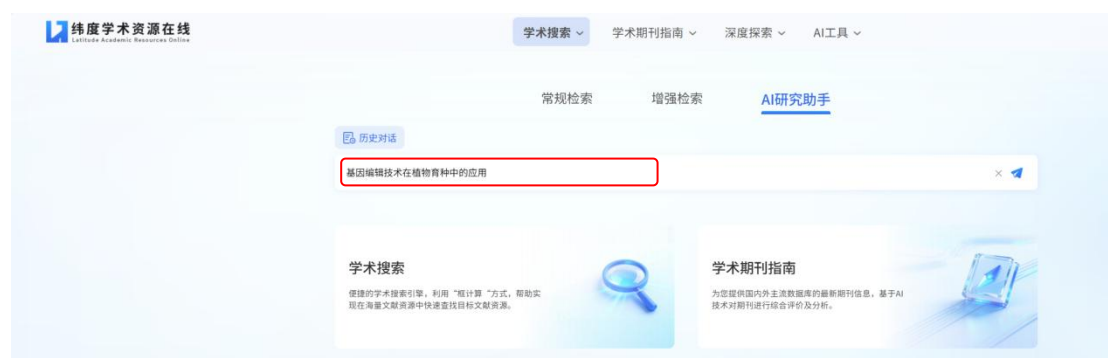 纬度学术资源在线
Latitude Academic Resources Online
学术搜索 学术期刊指南 深度探索 AI工具
常规检索 增强检索 AI研究助手
历史对话
基因编辑技术在植物育种中的应用
学术搜索
便捷的学术搜索引擎，利用“框计算“方式，帮助实
现在海量文献资源中快速查找目标文献资源。
学术期刊指南
为您提供国内外主流数据库的最新期刊信息，基于AI
技术对期刊进行综合评价及分析。